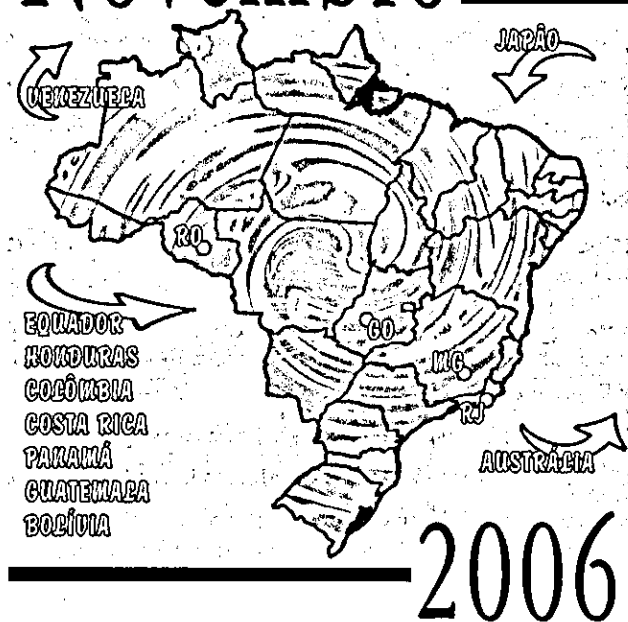 JAPÃO
VENEZUELA
RO
EQUADOR
HONDURAS
COLÔMBIA
COSTA RICA
PANAMÁ
GUATEMALA
BOLÍVIA
GO
MG
RJ
AUSTRÁLIA
2006